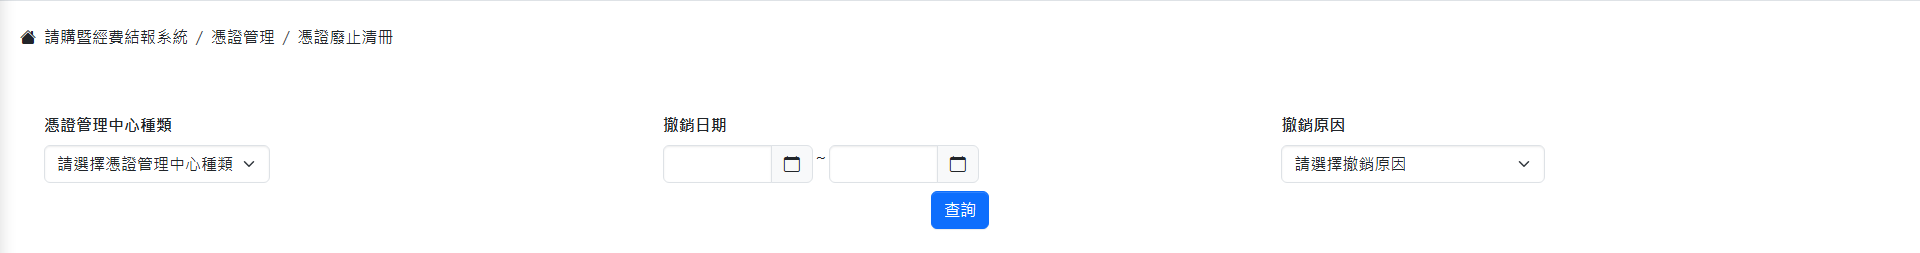 請購暨經費結報系統 / 憑證管理 / 憑證廢止清冊
憑證管理中心種類
請選擇憑證管理中心種類
撤銷日期
~
撤銷原因
請選擇撤銷原因
查詢